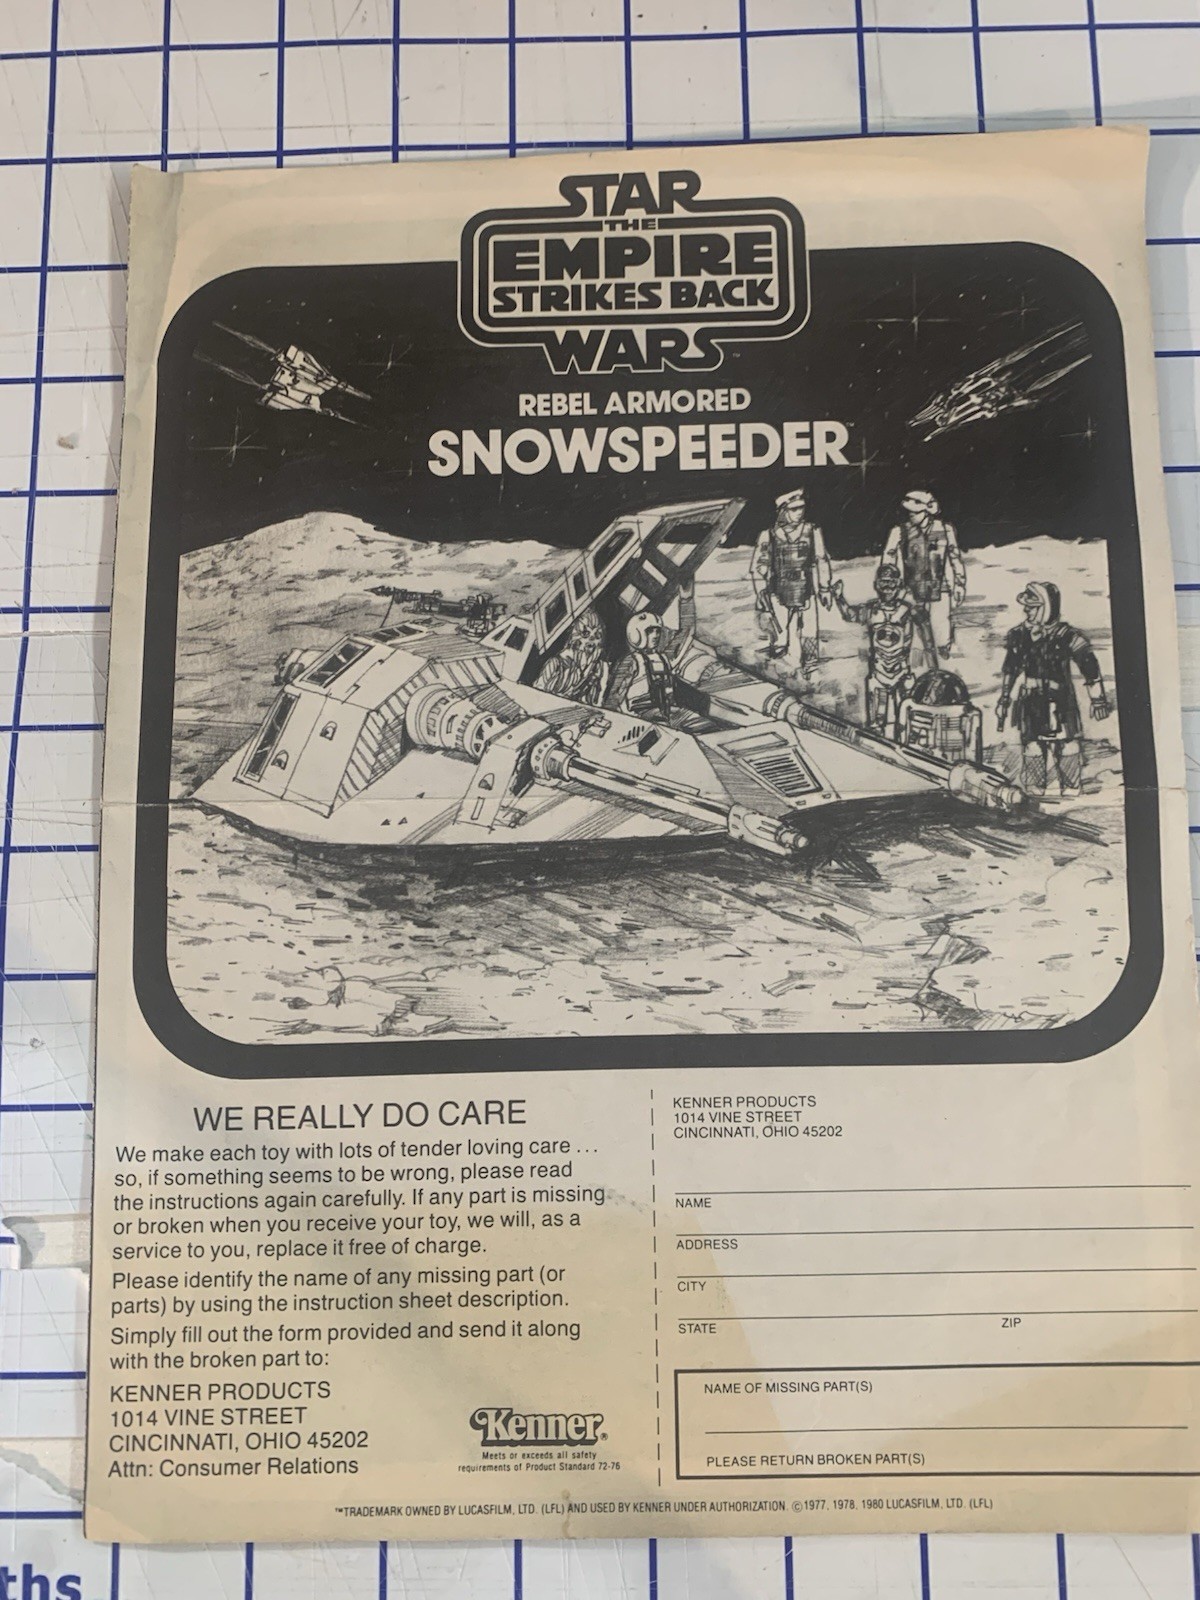 STAR
THE
EMPIRE
STRIKES BACK
WARS™
REBEL ARMORED
SNOWSPEEDER™
WE REALLY DO CARE
We make each toy with lots of tender loving care ...
so, if something seems to be wrong, please read
the instructions again carefully. If any part is missing
or broken when you receive your toy, we will, as a
service to you, replace it free of charge.
Please identify the name of any missing part (or
parts) by using the instruction sheet description.
Simply fill out the form provided and send it along
with the broken part to:
KENNER PRODUCTS
1014 VINE STREET
CINCINNATI, OHIO 45202
Attn: Consumer Relations
Kenner®
Meets or exceeds all safety
requirements of Product Standard 72-76
KENNER PRODUCTS
1014 VINE STREET
CINCINNATI, OHIO 45202
NAME
ADDRESS
CITY
STATE ZIP
NAME OF MISSING PART(S)
PLEASE RETURN BROKEN PART(S)
™TRADEMARK OWNED BY LUCASFILM, LTD. (LFL) AND USED BY KENNER UNDER AUTHORIZATION. ©1977, 1978, 1980 LUCASFILM, LTD. (LFL)
ths